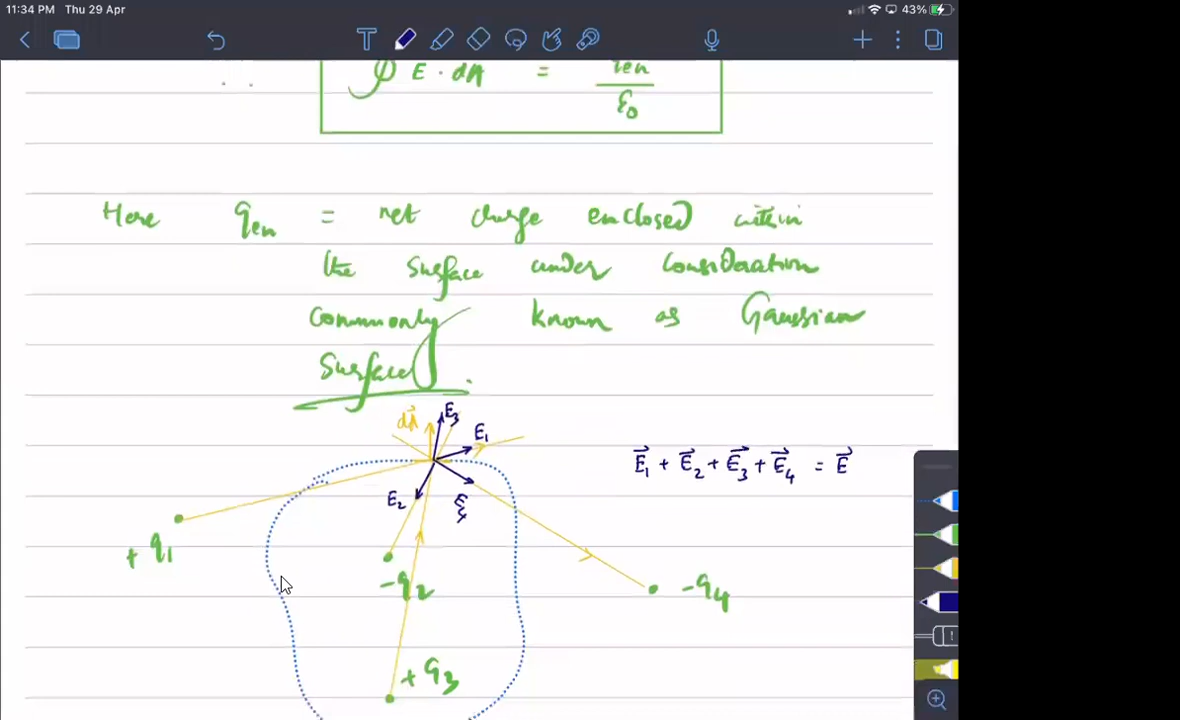 11:34 PM Thu 29 Apr
43%
T
∮ E · dA = qen / ε0
Here qen = net charge enclosed within
the surface under consideration
commonly known as Gaussian
Surface.
dA⃗ E3
E1
E⃗1 + E⃗2 + E⃗3 + E⃗4 = E⃗
E2
+ q1
-q2
-q4
+ q3